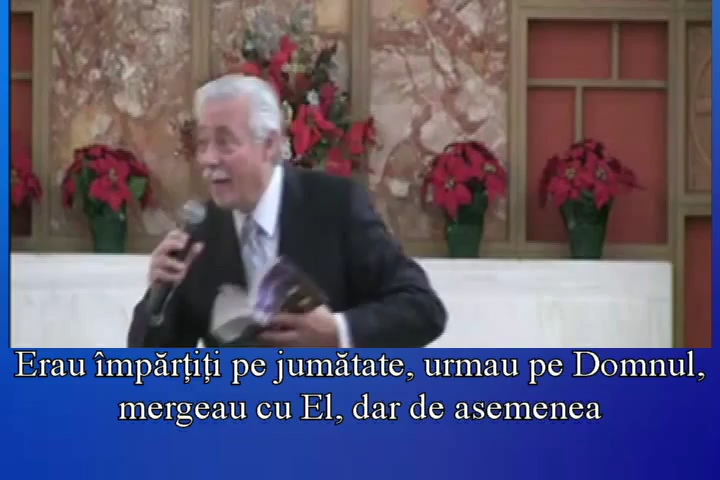 Erau împărțiți pe jumătate, urmau pe Domnul,
mergeau cu El, dar de asemenea